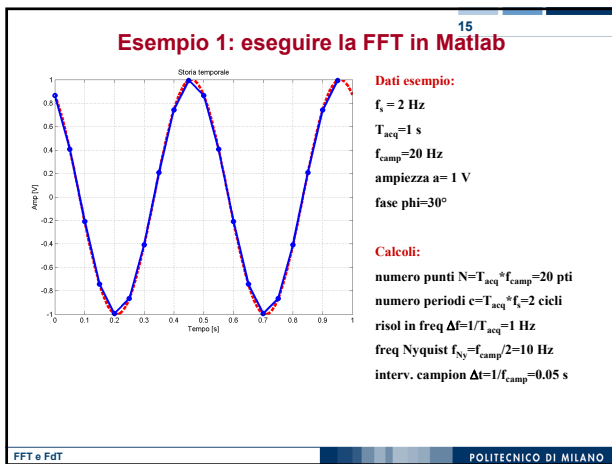 15
Esempio 1: eseguire la FFT in Matlab
Storia temporale
Amp [V]
1
0.8
0.6
0.4
0.2
0
-0.2
-0.4
-0.6
-0.8
-1
0 0.1 0.2 0.3 0.4 0.5 0.6 0.7 0.8 0.9 1
Tempo [s]
Dati esempio:
fs = 2 Hz
Tacq=1 s
fcamp=20 Hz
ampiezza a= 1 V
fase phi=30°
Calcoli:
numero punti N=Tacq*fcamp=20 pti
numero periodi c=Tacq*fs=2 cicli
risol in freq Δf=1/Tacq=1 Hz
freq Nyquist fNy=fcamp/2=10 Hz
interv. campion Δt=1/fcamp=0.05 s
FFT e FdT
POLITECNICO DI MILANO